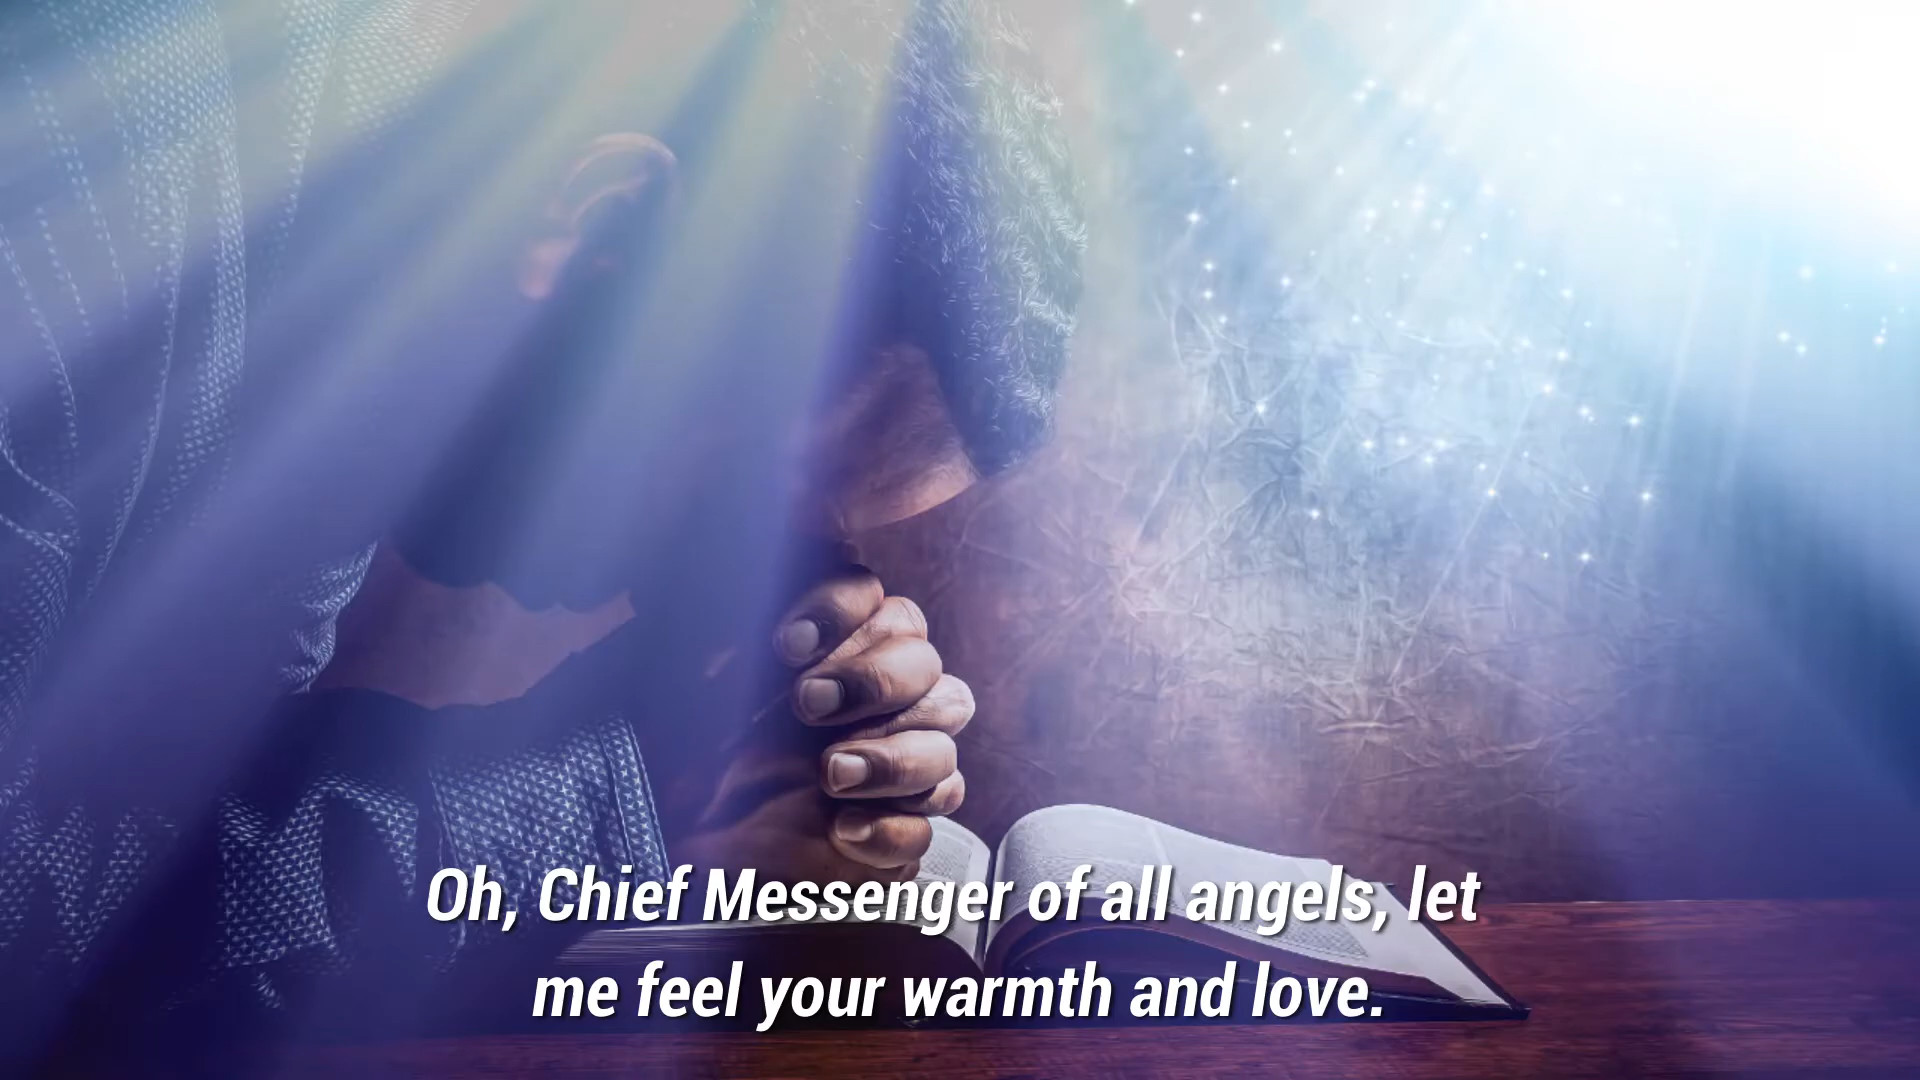 Oh, Chief Messenger of all angels, let
me feel your warmth and love.